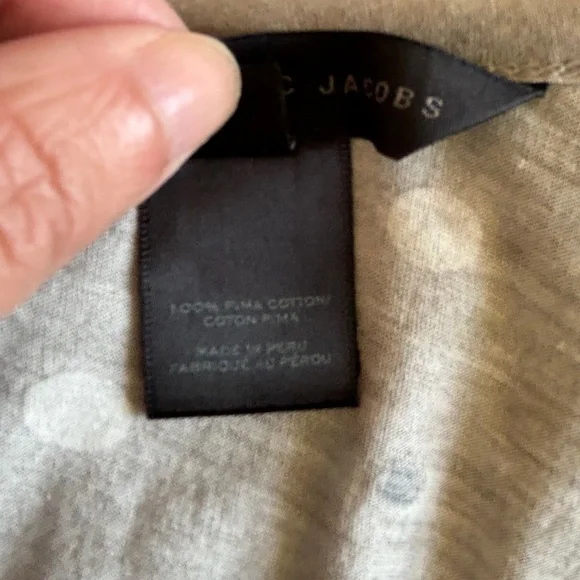 C JACOBS
100% PIMA COTTON/
COTON PIMA
MADE IN PERU
FABRIQUÉ AU PÉROU